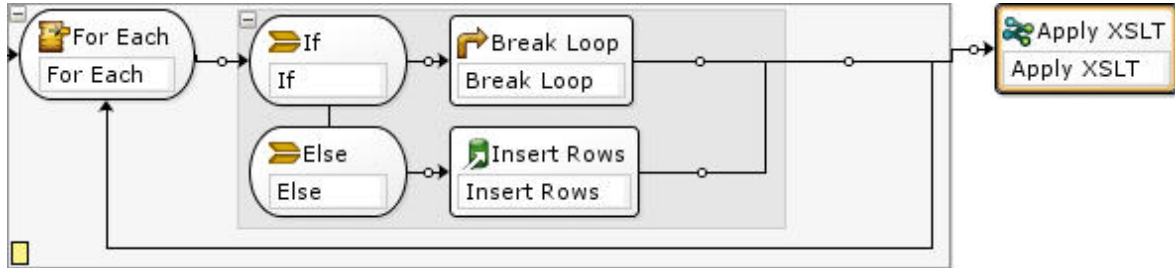 For Each
For Each
If
If
Break Loop
Break Loop
Else
Else
Insert Rows
Insert Rows
Apply XSLT
Apply XSLT